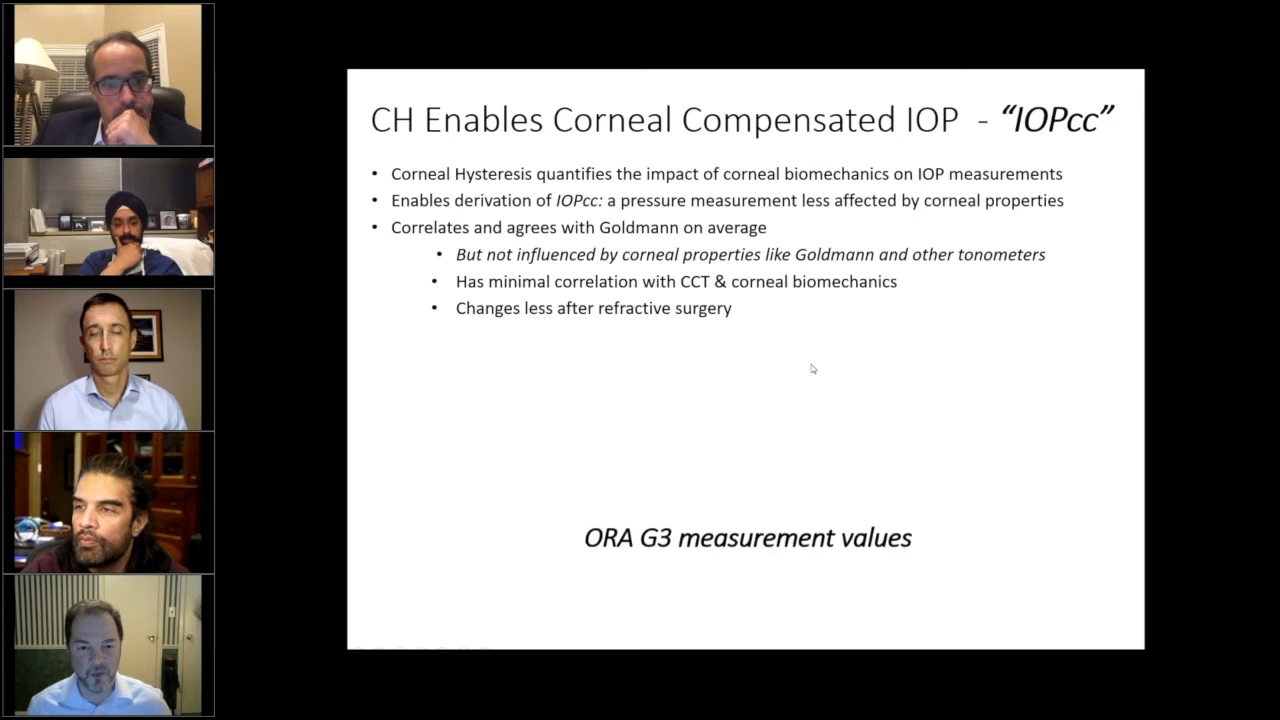 CH Enables Corneal Compensated IOP - “IOPcc”
• Corneal Hysteresis quantifies the impact of corneal biomechanics on IOP measurements
• Enables derivation of IOPcc: a pressure measurement less affected by corneal properties
• Correlates and agrees with Goldmann on average
• But not influenced by corneal properties like Goldmann and other tonometers
• Has minimal correlation with CCT & corneal biomechanics
• Changes less after refractive surgery
ORA G3 measurement values